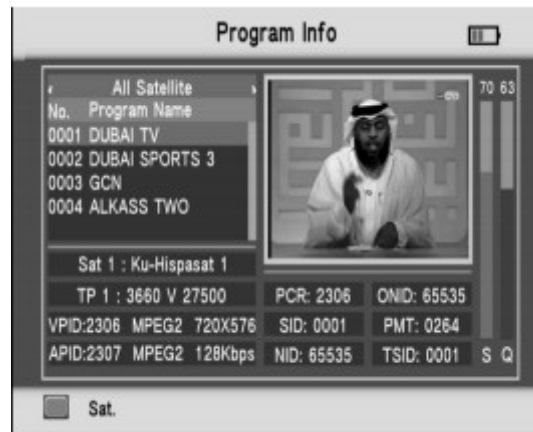 Program Info
All Satellite
No. Program Name
0001 DUBAI TV
0002 DUBAI SPORTS 3
0003 GCN
0004 ALKASS TWO
70 63
Sat 1 : Ku-Hispasat 1
TP 1 : 3660 V 27500
VPID:2306 MPEG2 720X576
APID:2307 MPEG2 128Kbps
PCR: 2306 ONID: 65535
SID: 0001 PMT: 0264
NID: 65535 TSID: 0001
S Q
Sat.